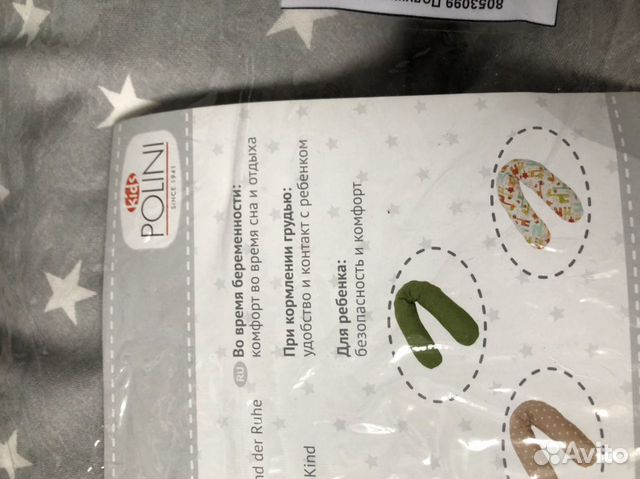 8053099
kids
POLINI
SINCE 1941
RU Во время беременности:
комфорт во время сна и отдыха
При кормлении грудью:
удобство и контакт с ребенком
Для ребенка:
безопасность и комфорт
nd der Ruhe
Kind
Avito